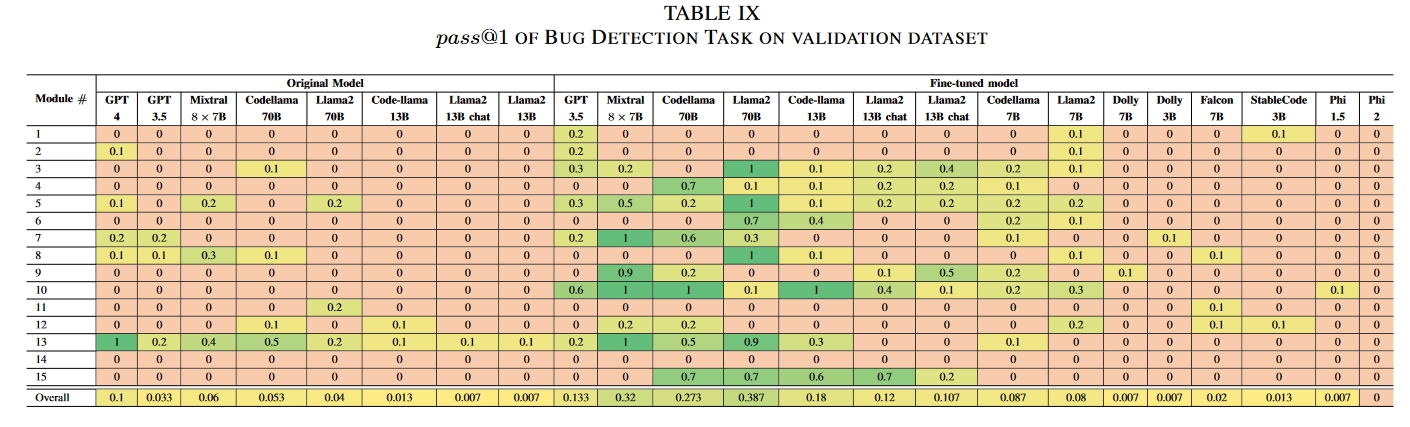 TABLE IX
pass@1 OF BUG DETECTION TASK ON VALIDATION DATASET
Module # Original Model Fine-tuned model
GPT 4 GPT 3.5 Mixtral 8 × 7B Codellama 70B Llama2 70B Code-llama 13B Llama2 13B chat Llama2 13B GPT 3.5 Mixtral 8 × 7B Codellama 70B Llama2 70B Code-llama 13B Llama2 13B chat Llama2 13B chat Codellama 7B Llama2 7B Dolly 7B Dolly 3B Falcon 7B StableCode 3B Phi 1.5 Phi 2
1 0 0 0 0 0 0 0 0 0.2 0 0 0 0 0 0 0 0.1 0 0 0 0.1 0 0
2 0.1 0 0 0 0 0 0 0 0.2 0 0 0 0 0 0 0 0.1 0 0 0 0 0 0
3 0 0 0 0.1 0 0 0 0 0.3 0.2 0 1 0.1 0.2 0.4 0.2 0.1 0 0 0 0 0 0
4 0 0 0 0 0 0 0 0 0 0 0.7 0.1 0.1 0.2 0.2 0.1 0 0 0 0 0 0 0
5 0.1 0 0.2 0 0.2 0 0 0 0.3 0.5 0.2 1 0.1 0.2 0.2 0.2 0.2 0 0 0 0 0 0
6 0 0 0 0 0 0 0 0 0 0 0 0.7 0.4 0 0 0.2 0.1 0 0 0 0 0 0
7 0.2 0.2 0 0 0 0 0 0 0.2 1 0.6 0.3 0 0 0 0.1 0 0 0.1 0 0 0 0
8 0.1 0.1 0.3 0.1 0 0 0 0 0 0 0 1 0.1 0 0 0 0.1 0 0 0.1 0 0 0
9 0 0 0 0 0 0 0 0 0 0.9 0.2 0 0 0.1 0.5 0.2 0 0.1 0 0 0 0 0
10 0 0 0 0 0 0 0 0 0.6 1 1 0.1 1 0.4 0.1 0.2 0.3 0 0 0 0 0.1 0
11 0 0 0 0 0.2 0 0 0 0 0 0 0 0 0 0 0 0 0 0 0.1 0 0 0
12 0 0 0 0.1 0 0.1 0 0 0 0.2 0.2 0 0 0 0 0 0.2 0 0 0.1 0.1 0 0
13 1 0.2 0.4 0.5 0.2 0.1 0.1 0.1 0.2 1 0.5 0.9 0.3 0 0 0.1 0 0 0 0 0 0 0
14 0 0 0 0 0 0 0 0 0 0 0 0 0 0 0 0 0 0 0 0 0 0 0
15 0 0 0 0 0 0 0 0 0 0 0.7 0.7 0.6 0.7 0.2 0 0 0 0 0 0 0 0
Overall 0.1 0.033 0.06 0.053 0.04 0.013 0.007 0.007 0.133 0.32 0.273 0.387 0.18 0.12 0.107 0.087 0.08 0.007 0.007 0.02 0.013 0.007 0